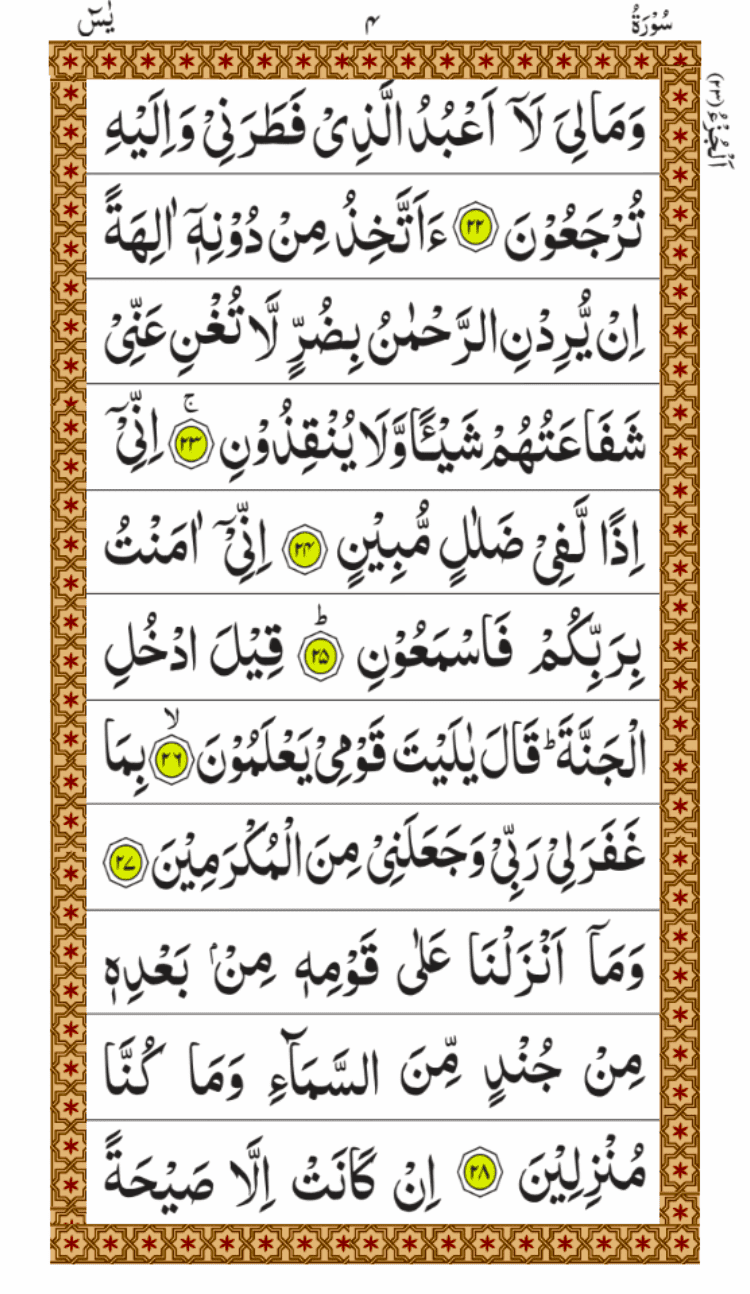 سُوْرَةُ ۴ يٰسٓ
اَلْجُزْءُ (۲۳)
وَمَالِیَ لَاۤ اَعْبُدُ الَّذِیْ فَطَرَنِیْ وَاِلَیْهِ
تُرْجَعُوْنَ ۲۲ ءَاَتَّخِذُ مِنْ دُوْنِهٖۤ اٰلِهَةً
اِنْ یُّرِدْنِ الرَّحْمٰنُ بِضُرٍّ لَّا تُغْنِ عَنِّیْ
شَفَاعَتُهُمْ شَیْـًٔا وَّلَا یُنْقِذُوْنِ ۚ ۲۳ اِنِّیْۤ
اِذًا لَّفِیْ ضَلٰلٍ مُّبِیْنٍ ۲۴ اِنِّیْۤ اٰمَنْتُ
بِرَبِّكُمْ فَاسْمَعُوْنِ ؕ ۲۵ قِیْلَ ادْخُلِ
الْجَنَّةَ ؕ قَالَ یٰلَیْتَ قَوْمِیْ یَعْلَمُوْنَ ۙ ۲۶ بِمَا
غَفَرَ لِیْ رَبِّیْ وَجَعَلَنِیْ مِنَ الْمُكْرَمِیْنَ ۲۷
وَمَاۤ اَنْزَلْنَا عَلٰی قَوْمِهٖ مِنْۢ بَعْدِهٖ
مِنْ جُنْدٍ مِّنَ السَّمَآءِ وَمَا كُنَّا
مُنْزِلِیْنَ ۲۸ اِنْ كَانَتْ اِلَّا صَیْحَةً